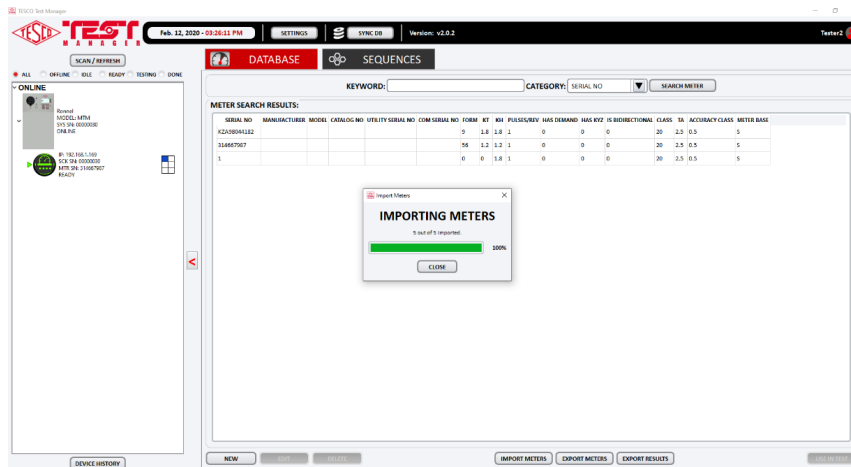 TESCO Test Manager
TESCO TEST MANAGER
Feb. 12, 2020 - 03:26:11 PM
SETTINGS
SYNC DB
Version: v2.0.2
Tester2
SCAN / REFRESH
DATABASE
SEQUENCES
ALL OFFLINE IDLE READY TESTING DONE
ONLINE
Ronnel
MODEL: MTM
SYS SN: 00000030
ONLINE
IP: 192.168.1.169
SCK SN: 00000030
MTR SN: 314667987
READY
<
KEYWORD:
CATEGORY: SERIAL NO
SEARCH METER
METER SEARCH RESULTS:
SERIAL NO MANUFACTURER MODEL CATALOG NO UTILITY SERIAL NO COM SERIAL NO FORM KT KH PULSES/REV HAS DEMAND HAS KYZ IS BIDIRECTIONAL CLASS TA ACCURACY CLASS METER BASE
KZA98044182 9 1.8 1.8 1 0 0 0 20 2.5 0.5 S
314667987 56 1.2 1.2 1 0 0 0 20 2.5 0.5 S
1 0 0 1.8 1 0 0 0 20 2.5 0.5 S
Import Meters
IMPORTING METERS
5 out of 5 Imported.
100%
CLOSE
DEVICE HISTORY
NEW
EDIT
DELETE
IMPORT METERS
EXPORT METERS
EXPORT RESULTS
USE IN TEST